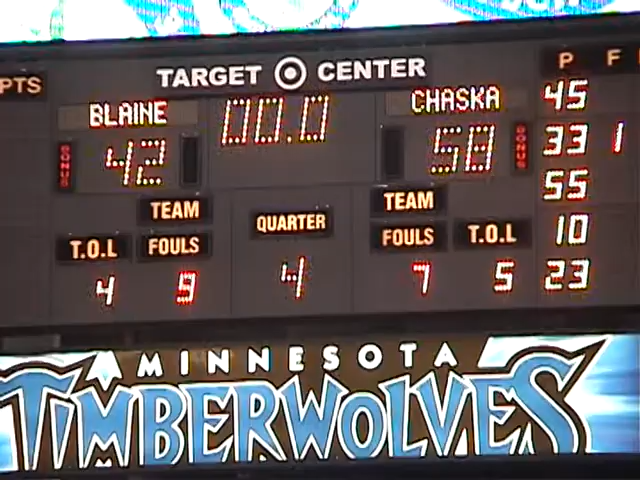 TARGET CENTER
PTS
P F
BLAINE 00.0 CHASKA
45
BONUS 42 58 BONUS
33 1
55
TEAM TEAM
QUARTER
T.O.L FOULS FOULS T.O.L
10
4 9 4 7 5
23
MINNESOTA
TIMBERWOLVES